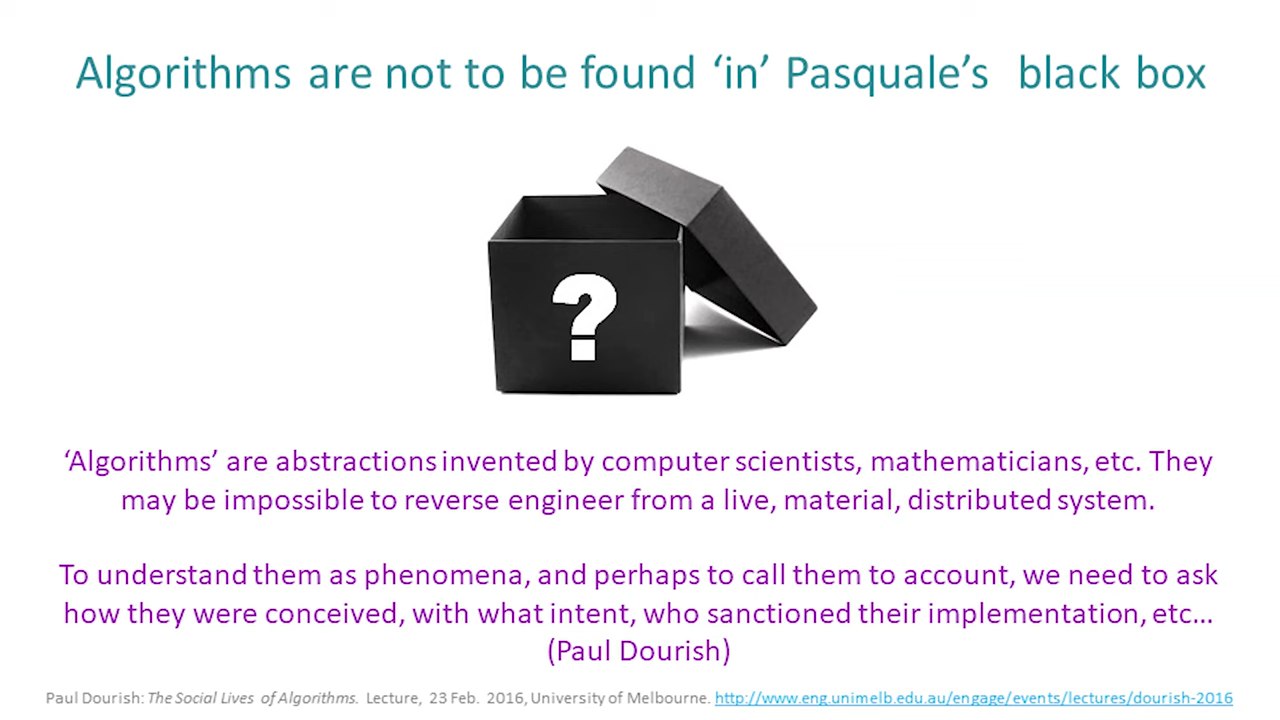 Algorithms are not to be found ‘in’ Pasquale’s black box
?
‘Algorithms’ are abstractions invented by computer scientists, mathematicians, etc. They
may be impossible to reverse engineer from a live, material, distributed system.
To understand them as phenomena, and perhaps to call them to account, we need to ask
how they were conceived, with what intent, who sanctioned their implementation, etc…
(Paul Dourish)
Paul Dourish: The Social Lives of Algorithms. Lecture, 23 Feb. 2016, University of Melbourne. http://www.eng.unimelb.edu.au/engage/events/lectures/dourish-2016